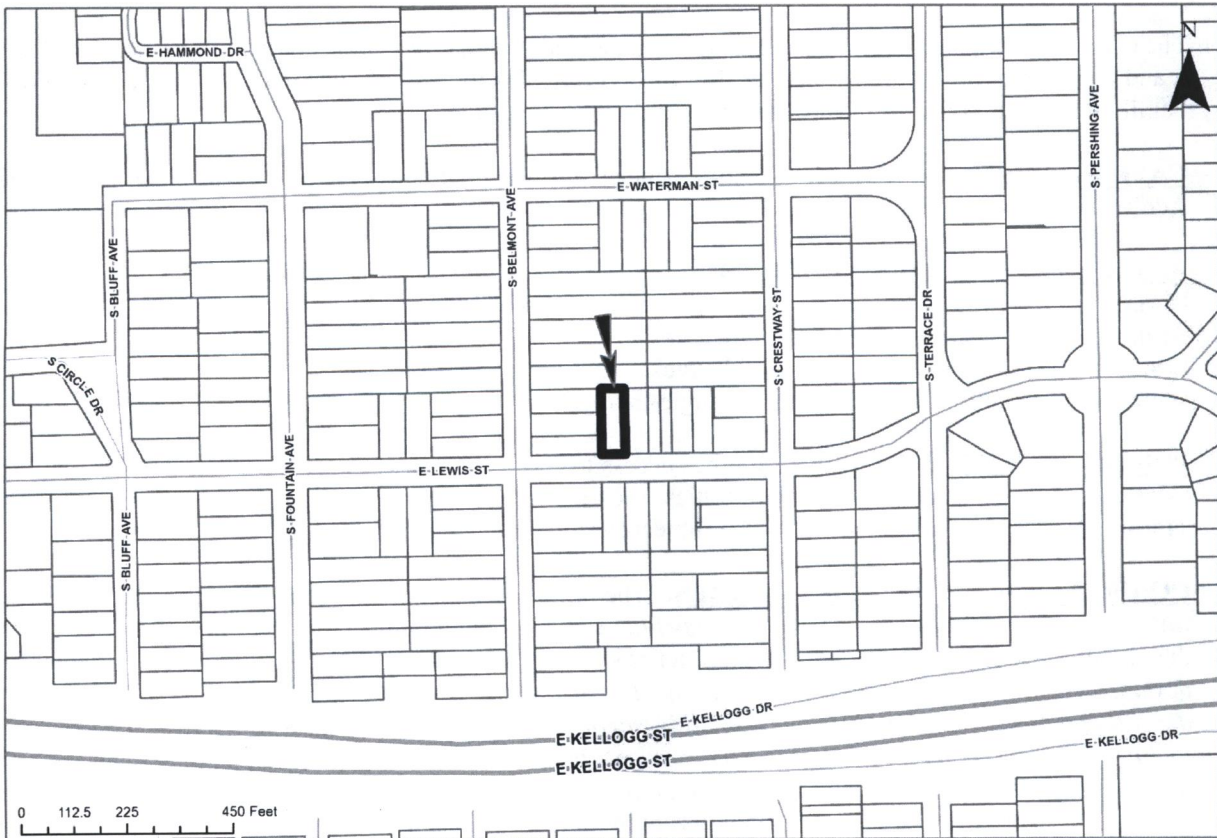 E HAMMOND DR
N
S PERSHING AVE
E WATERMAN ST
S BELMONT AVE
S BLUFF AVE
S CRESTWAY ST
S TERRACE DR
S CIRCLE DR
S FOUNTAIN AVE
E LEWIS ST
S BLUFF AVE
E KELLOGG DR
E KELLOGG ST
E KELLOGG DR
E KELLOGG ST
0 112.5 225 450 Feet